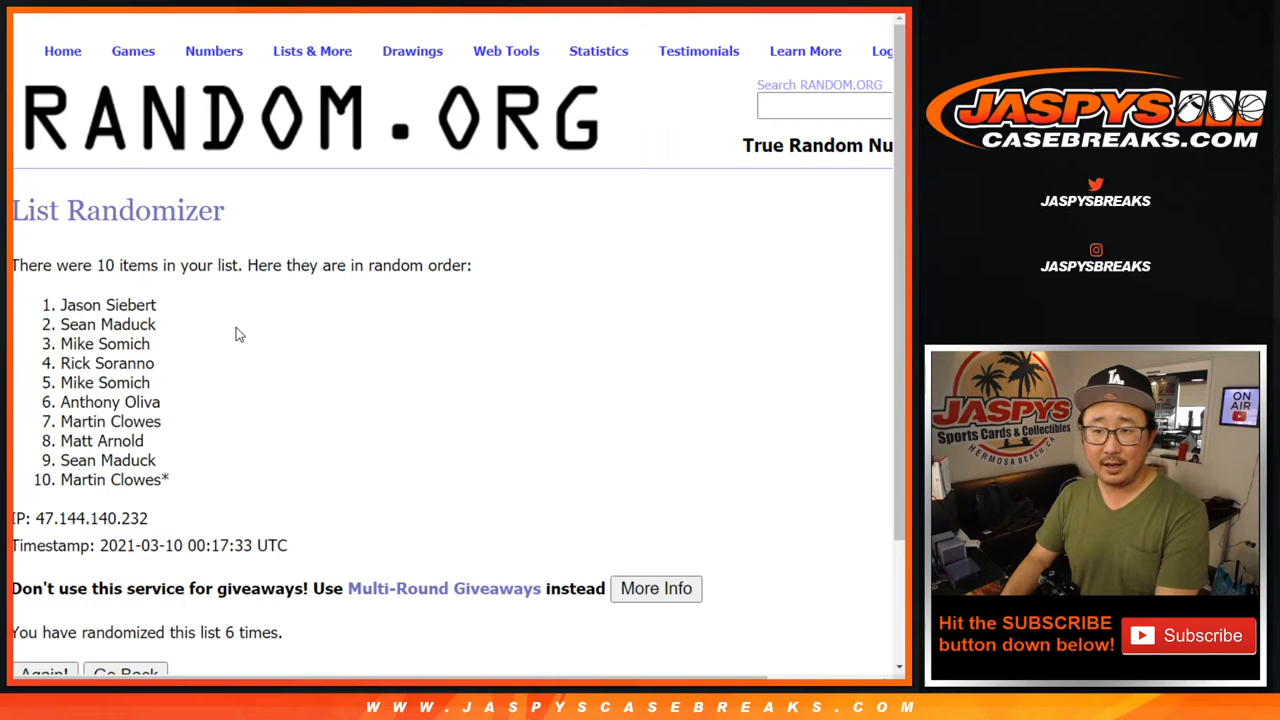 Home Games Numbers Lists & More Drawings Web Tools Statistics Testimonials Learn More Log
RANDOM.ORG
Search RANDOM.ORG
True Random Nu
List Randomizer
There were 10 items in your list. Here they are in random order:
1. Jason Siebert
2. Sean Maduck
3. Mike Somich
4. Rick Soranno
5. Mike Somich
6. Anthony Oliva
7. Martin Clowes
8. Matt Arnold
9. Sean Maduck
10. Martin Clowes*
IP: 47.144.140.232
Timestamp: 2021-03-10 00:17:33 UTC
Don't use this service for giveaways! Use Multi-Round Giveaways instead More Info
You have randomized this list 6 times.
Again! Go Back
JASPYS
CASEBREAKS.COM
JASPYSBREAKS
JASPYSBREAKS
JASPYS
Sports Cards & Collectibles
HERMOSA BEACH, CA
LA
ON AIR
Hit the SUBSCRIBE
button down below!
Subscribe
WWW.JASPYSCASEBREAKS.COM